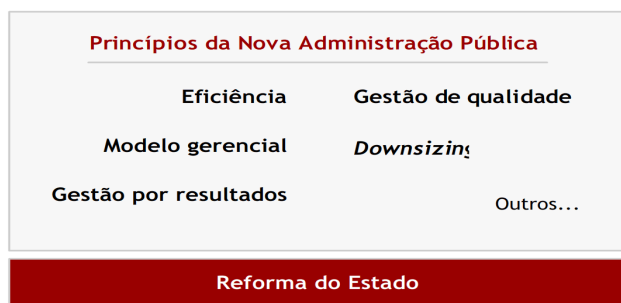 Princípios da Nova Administração Pública
Eficiência
Gestão de qualidade
Modelo gerencial
Downsizing
Gestão por resultados
Outros...
Reforma do Estado